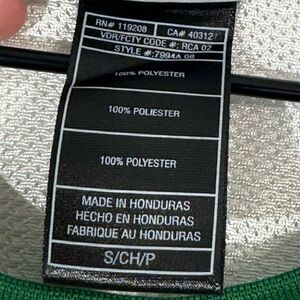 RN# 119208 CA# 40312
VDR/FCTY CODE #: RCA 02
STYLE #:7994A 08
100% POLYESTER
100% POLIESTER
100% POLYESTER
MADE IN HONDURAS
HECHO EN HONDURAS
FABRIQUE AU HONDURAS
S/CH/P